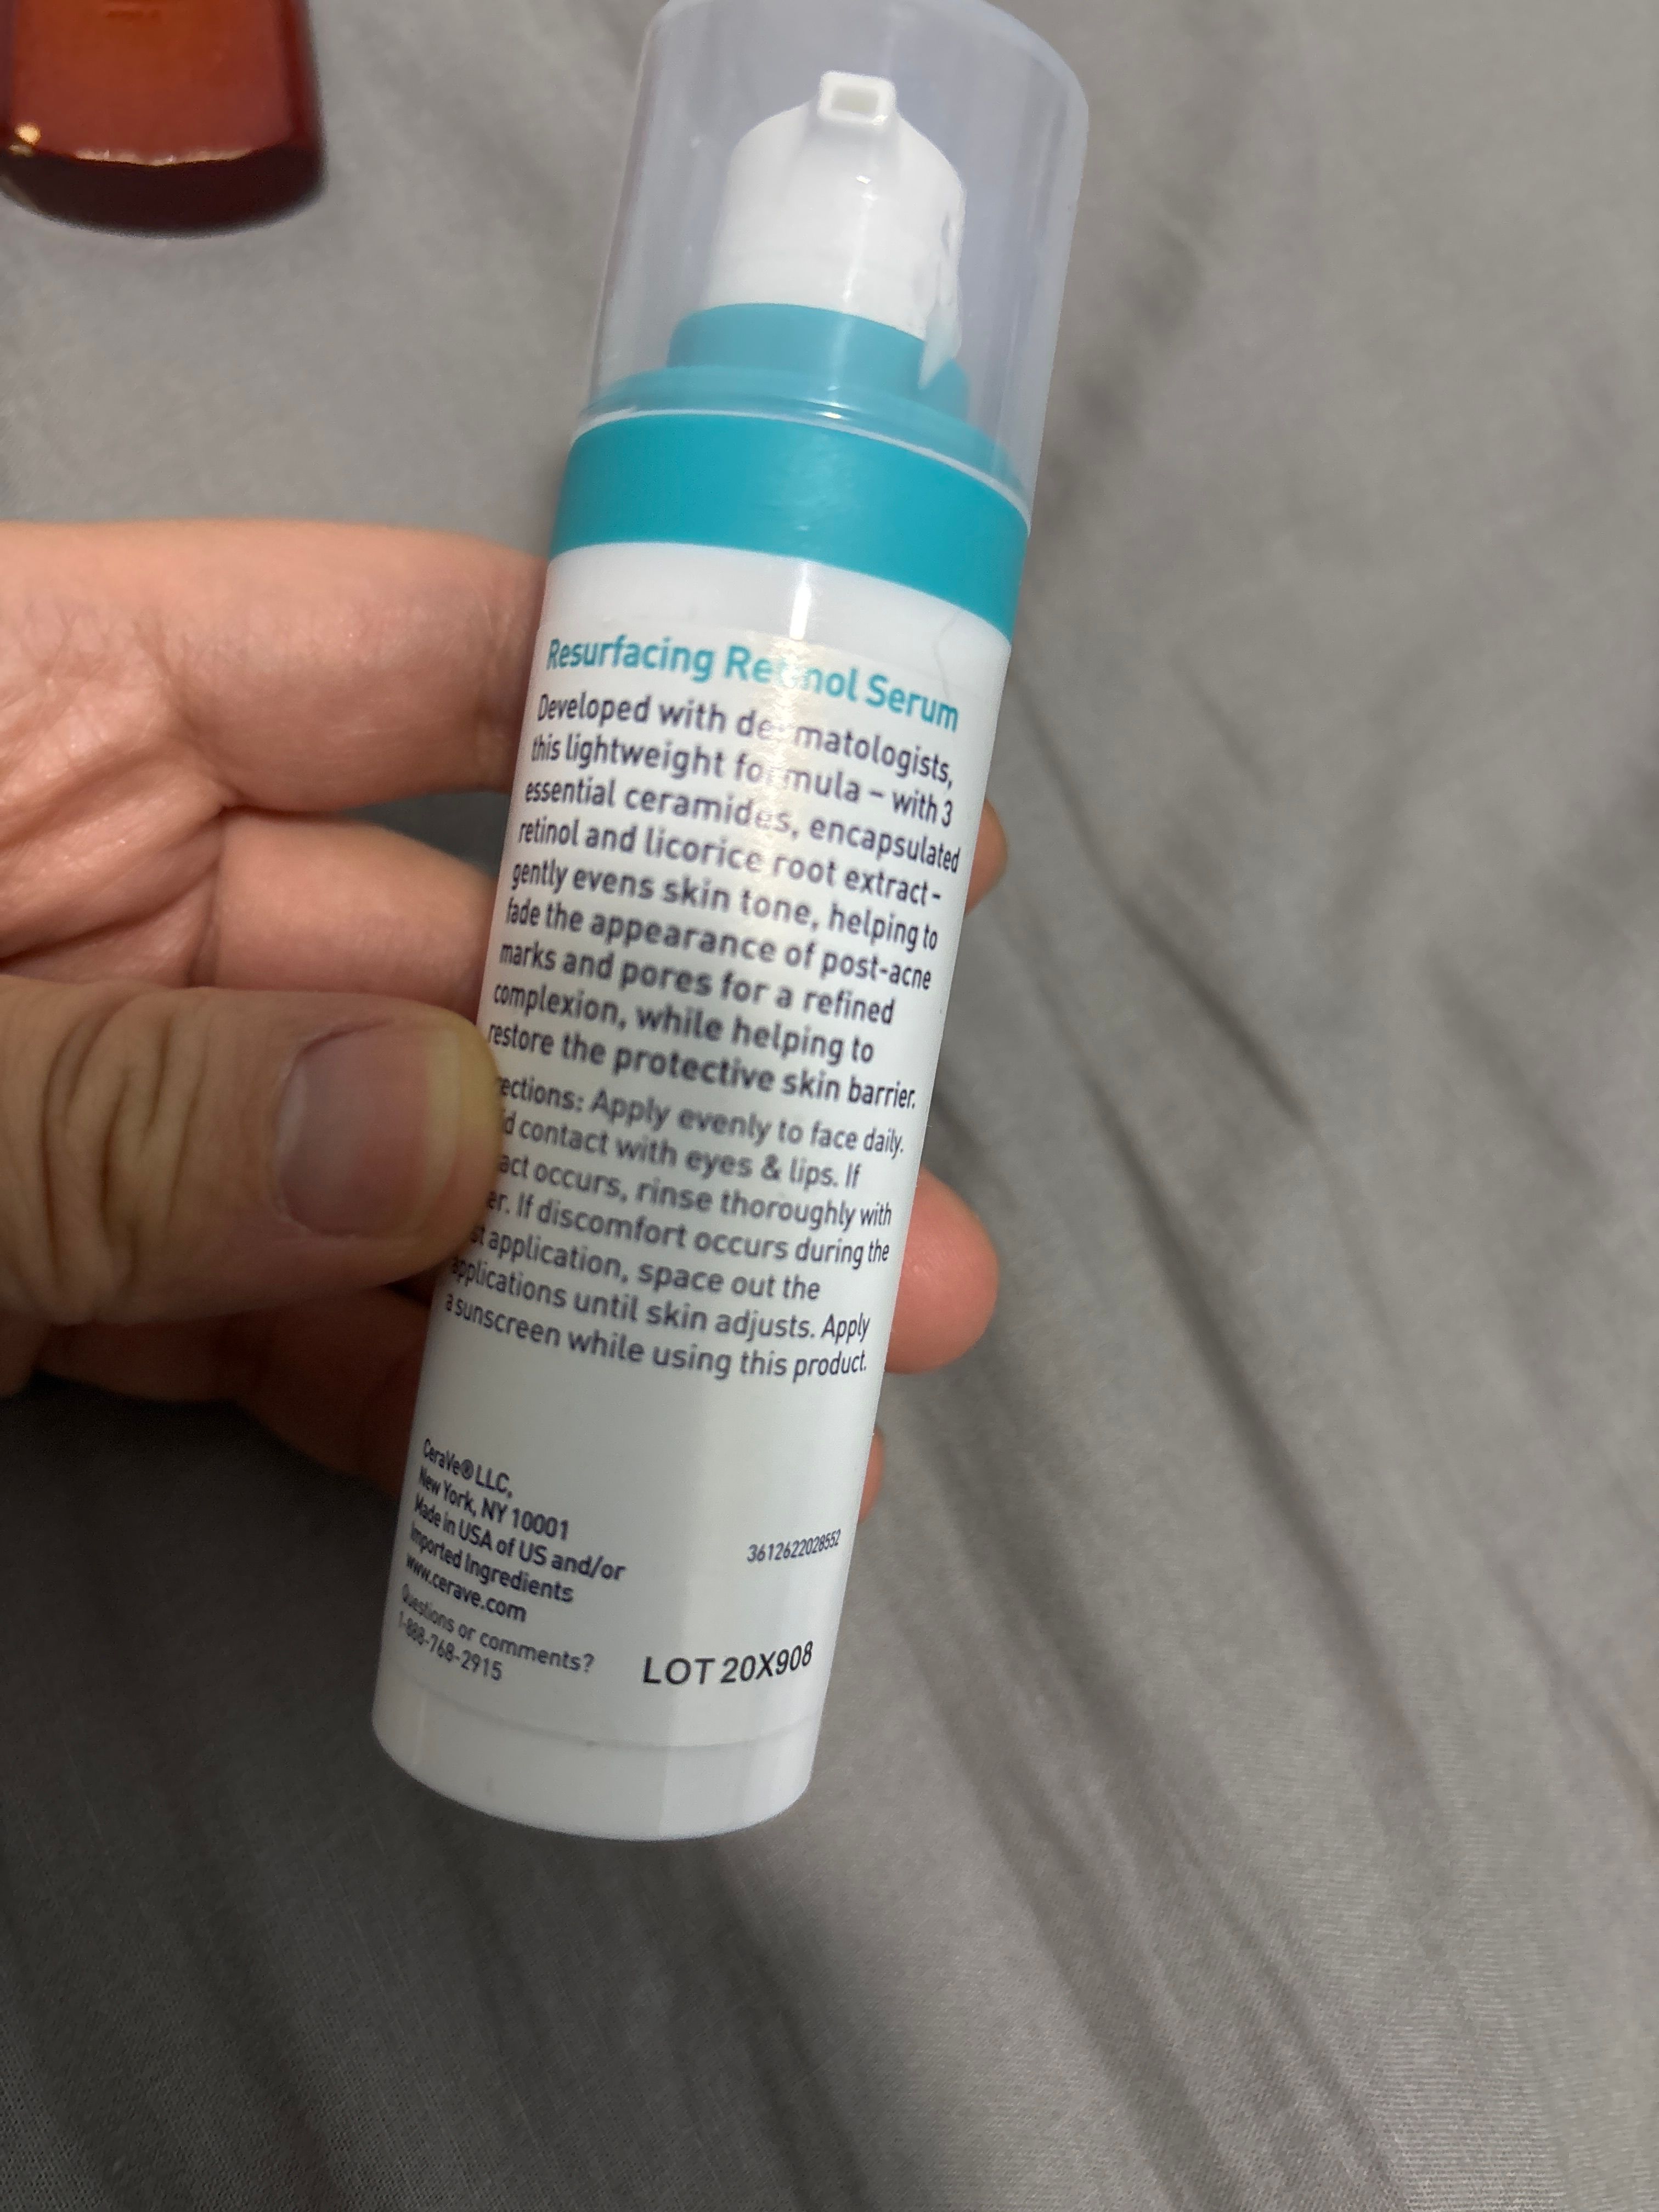 Resurfacing Retinol Serum
Developed with dermatologists,
this lightweight formula – with 3
essential ceramides, encapsulated
retinol and licorice root extract -
gently evens skin tone, helping to
fade the appearance of post-acne
marks and pores for a refined
complexion, while helping to
restore the protective skin barrier.
rections: Apply evenly to face daily.
d contact with eyes & lips. If
act occurs, rinse thoroughly with
er. If discomfort occurs during the
st application, space out the
applications until skin adjusts. Apply
a sunscreen while using this product.
CeraVe® LLC,
New York, NY 10001
Made in USA of US and/or
Imported Ingredients
www.cerave.com
Questions or comments?
1-888-768-2915
3612622028552
LOT 20X908